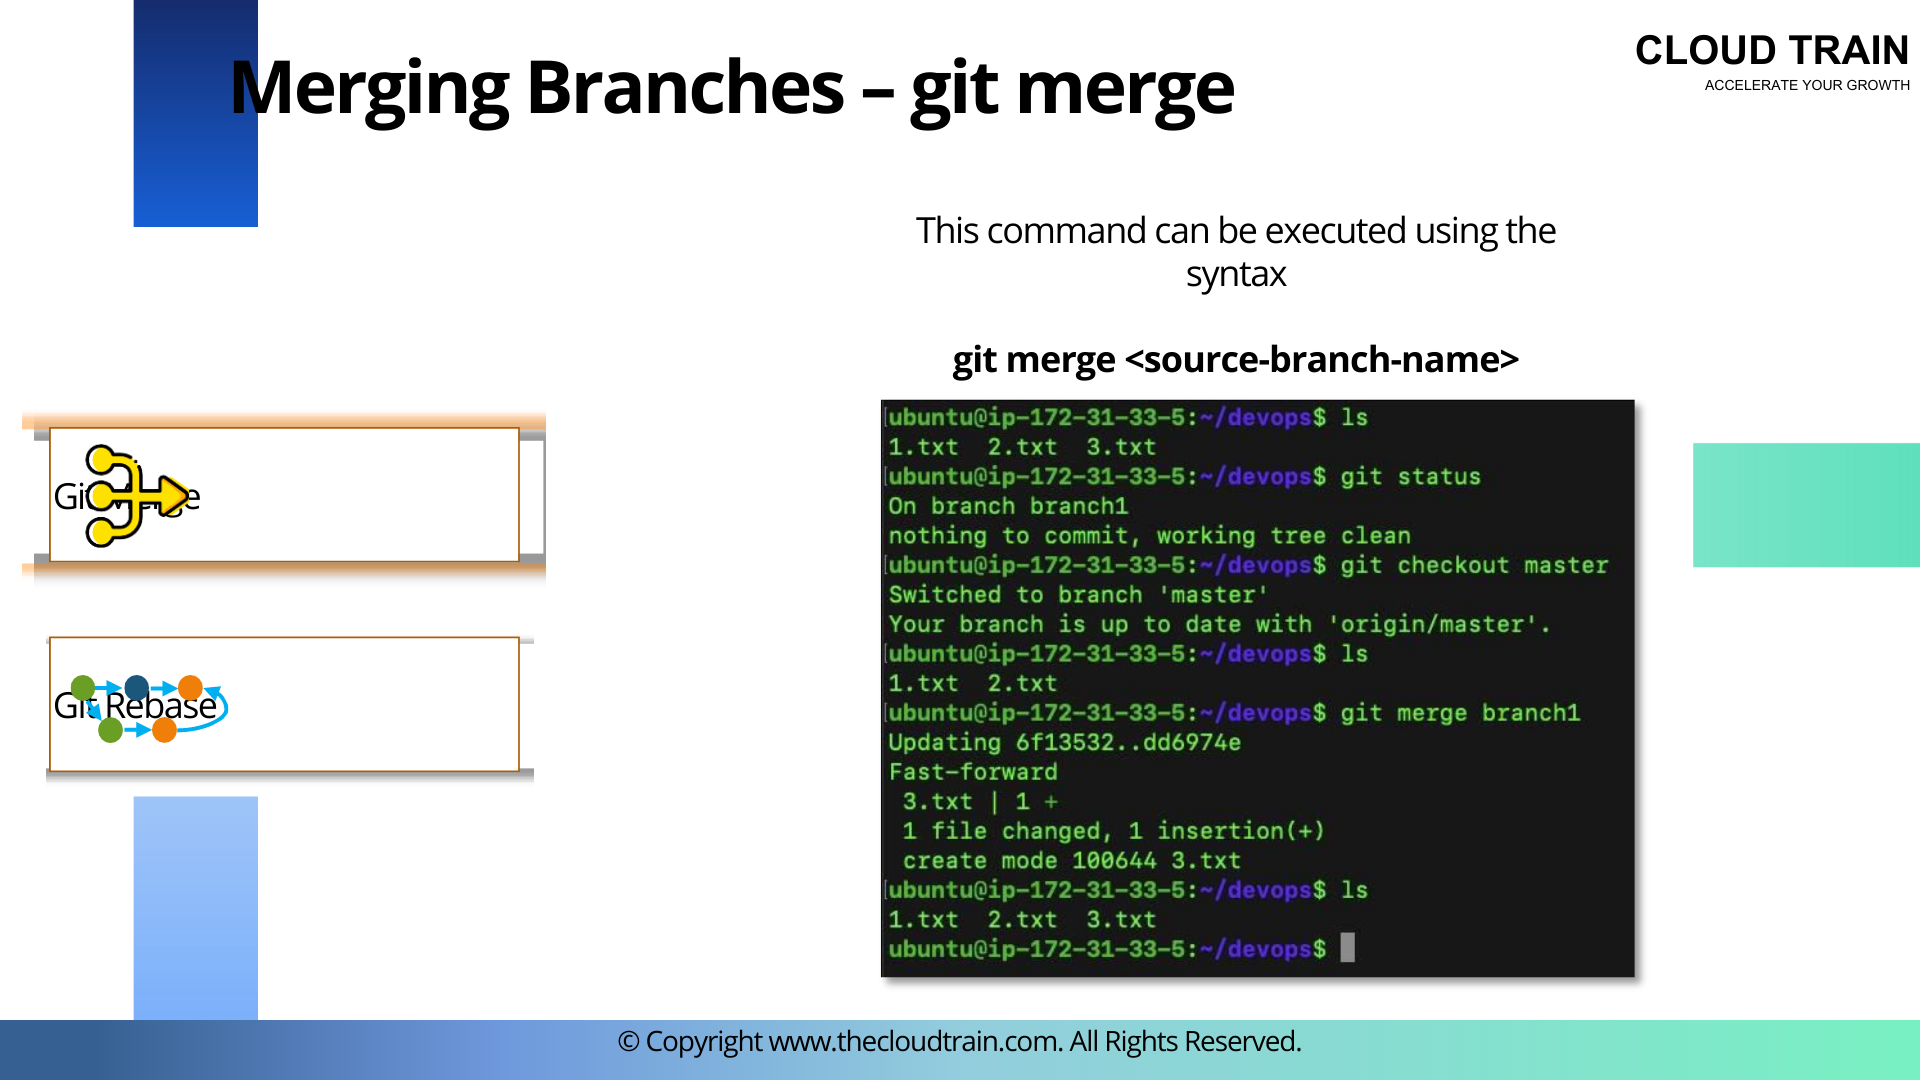 Merging Branches – git merge
CLOUD TRAIN
ACCELERATE YOUR GROWTH
This command can be executed using the
syntax
git merge <source-branch-name>
Git Merge
Git Rebase
ubuntu@ip-172-31-33-5:~/devops$ ls
1.txt  2.txt  3.txt
ubuntu@ip-172-31-33-5:~/devops$ git status
On branch branch1
nothing to commit, working tree clean
ubuntu@ip-172-31-33-5:~/devops$ git checkout master
Switched to branch 'master'
Your branch is up to date with 'origin/master'.
ubuntu@ip-172-31-33-5:~/devops$ ls
1.txt  2.txt
ubuntu@ip-172-31-33-5:~/devops$ git merge branch1
Updating 6f13532..dd6974e
Fast-forward
 3.txt | 1 +
 1 file changed, 1 insertion(+)
 create mode 100644 3.txt
ubuntu@ip-172-31-33-5:~/devops$ ls
1.txt  2.txt  3.txt
ubuntu@ip-172-31-33-5:~/devops$
© Copyright www.thecloudtrain.com. All Rights Reserved.